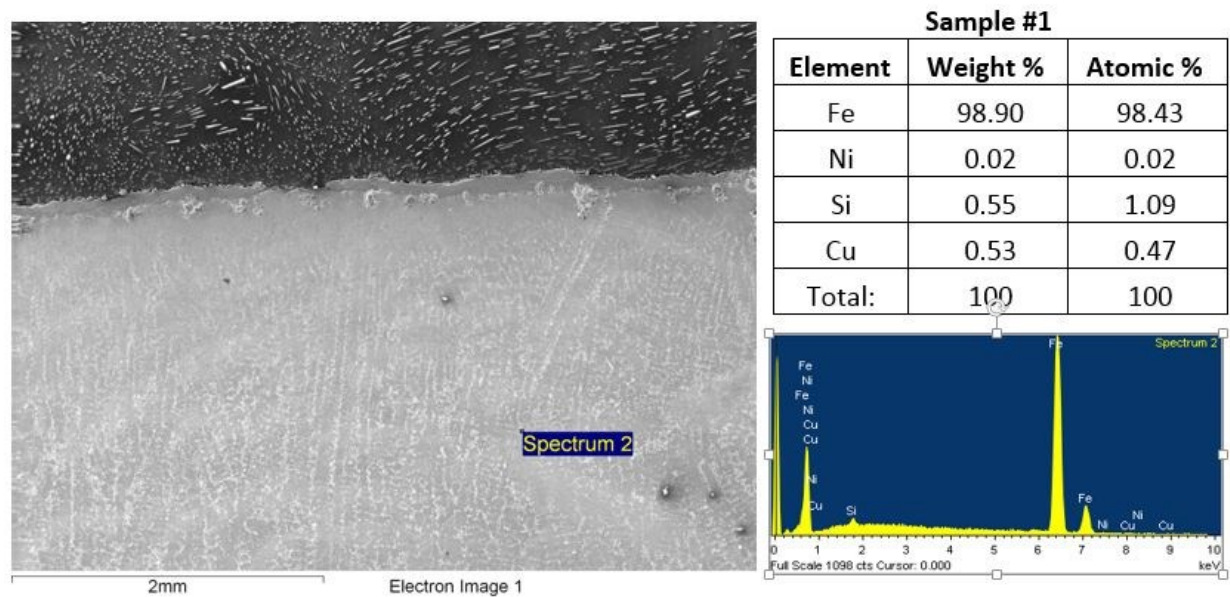 Sample #1
Element Weight % Atomic %
Fe 98.90 98.43
Ni 0.02 0.02
Si 0.55 1.09
Cu 0.53 0.47
Total: 100 100
Spectrum 2
2mm Electron Image 1
Spectrum 2
Fe
Fe
Ni
Fe
Ni
Cu
Cu
Ni
Cu
Si
Fe
Ni
Cu
Ni
Cu
0 1 2 3 4 5 6 7 8 9 10
Full Scale 1098 cts Cursor: 0.000 keV